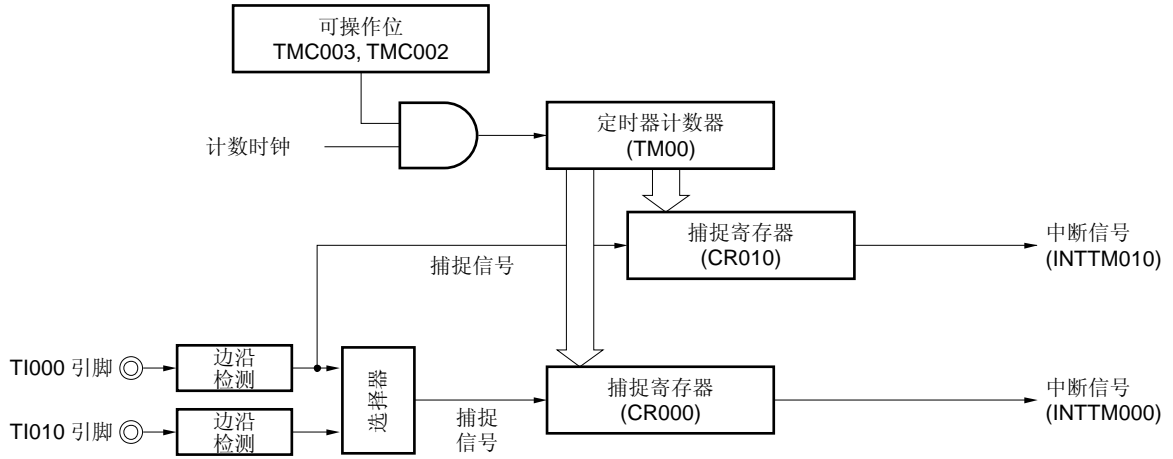 可操作位
TMC003, TMC002
计数时钟
定时器计数器
(TM00)
捕捉寄存器
(CR010)
中断信号
(INTTM010)
捕捉信号
TI000 引脚
边沿
检测
选择器
捕捉寄存器
(CR000)
中断信号
(INTTM000)
TI010 引脚
边沿
检测
捕捉
信号